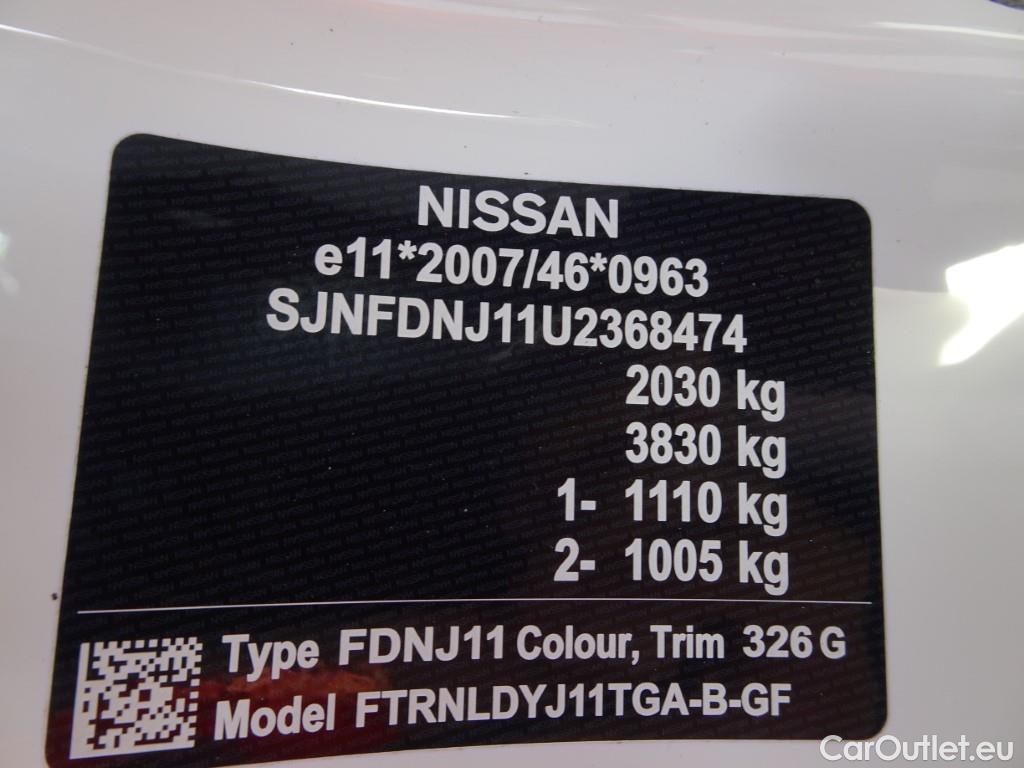 NISSAN
e11*2007/46*0963
SJNFDNJ11U2368474
2030 kg
3830 kg
1- 1110 kg
2- 1005 kg
Type FDNJ11 Colour, Trim 326 G
Model FTRNLDYJ11TGA-B-GF
CarOutlet.eu